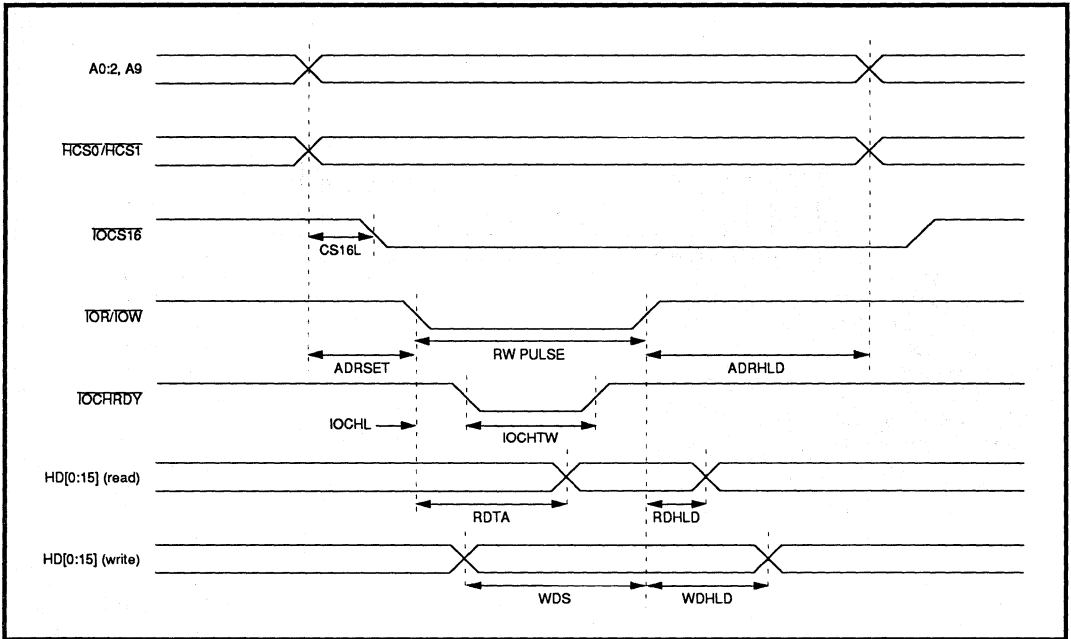 A0:2, A9
HCS0/HCS1
IOCS16
CS16L
IOR/IOW
RW PULSE
ADRSET
ADRHLD
IOCHRDY
IOCHL
IOCHTW
HD[0:15] (read)
RDTA
RDHLD
HD[0:15] (write)
WDS
WDHLD